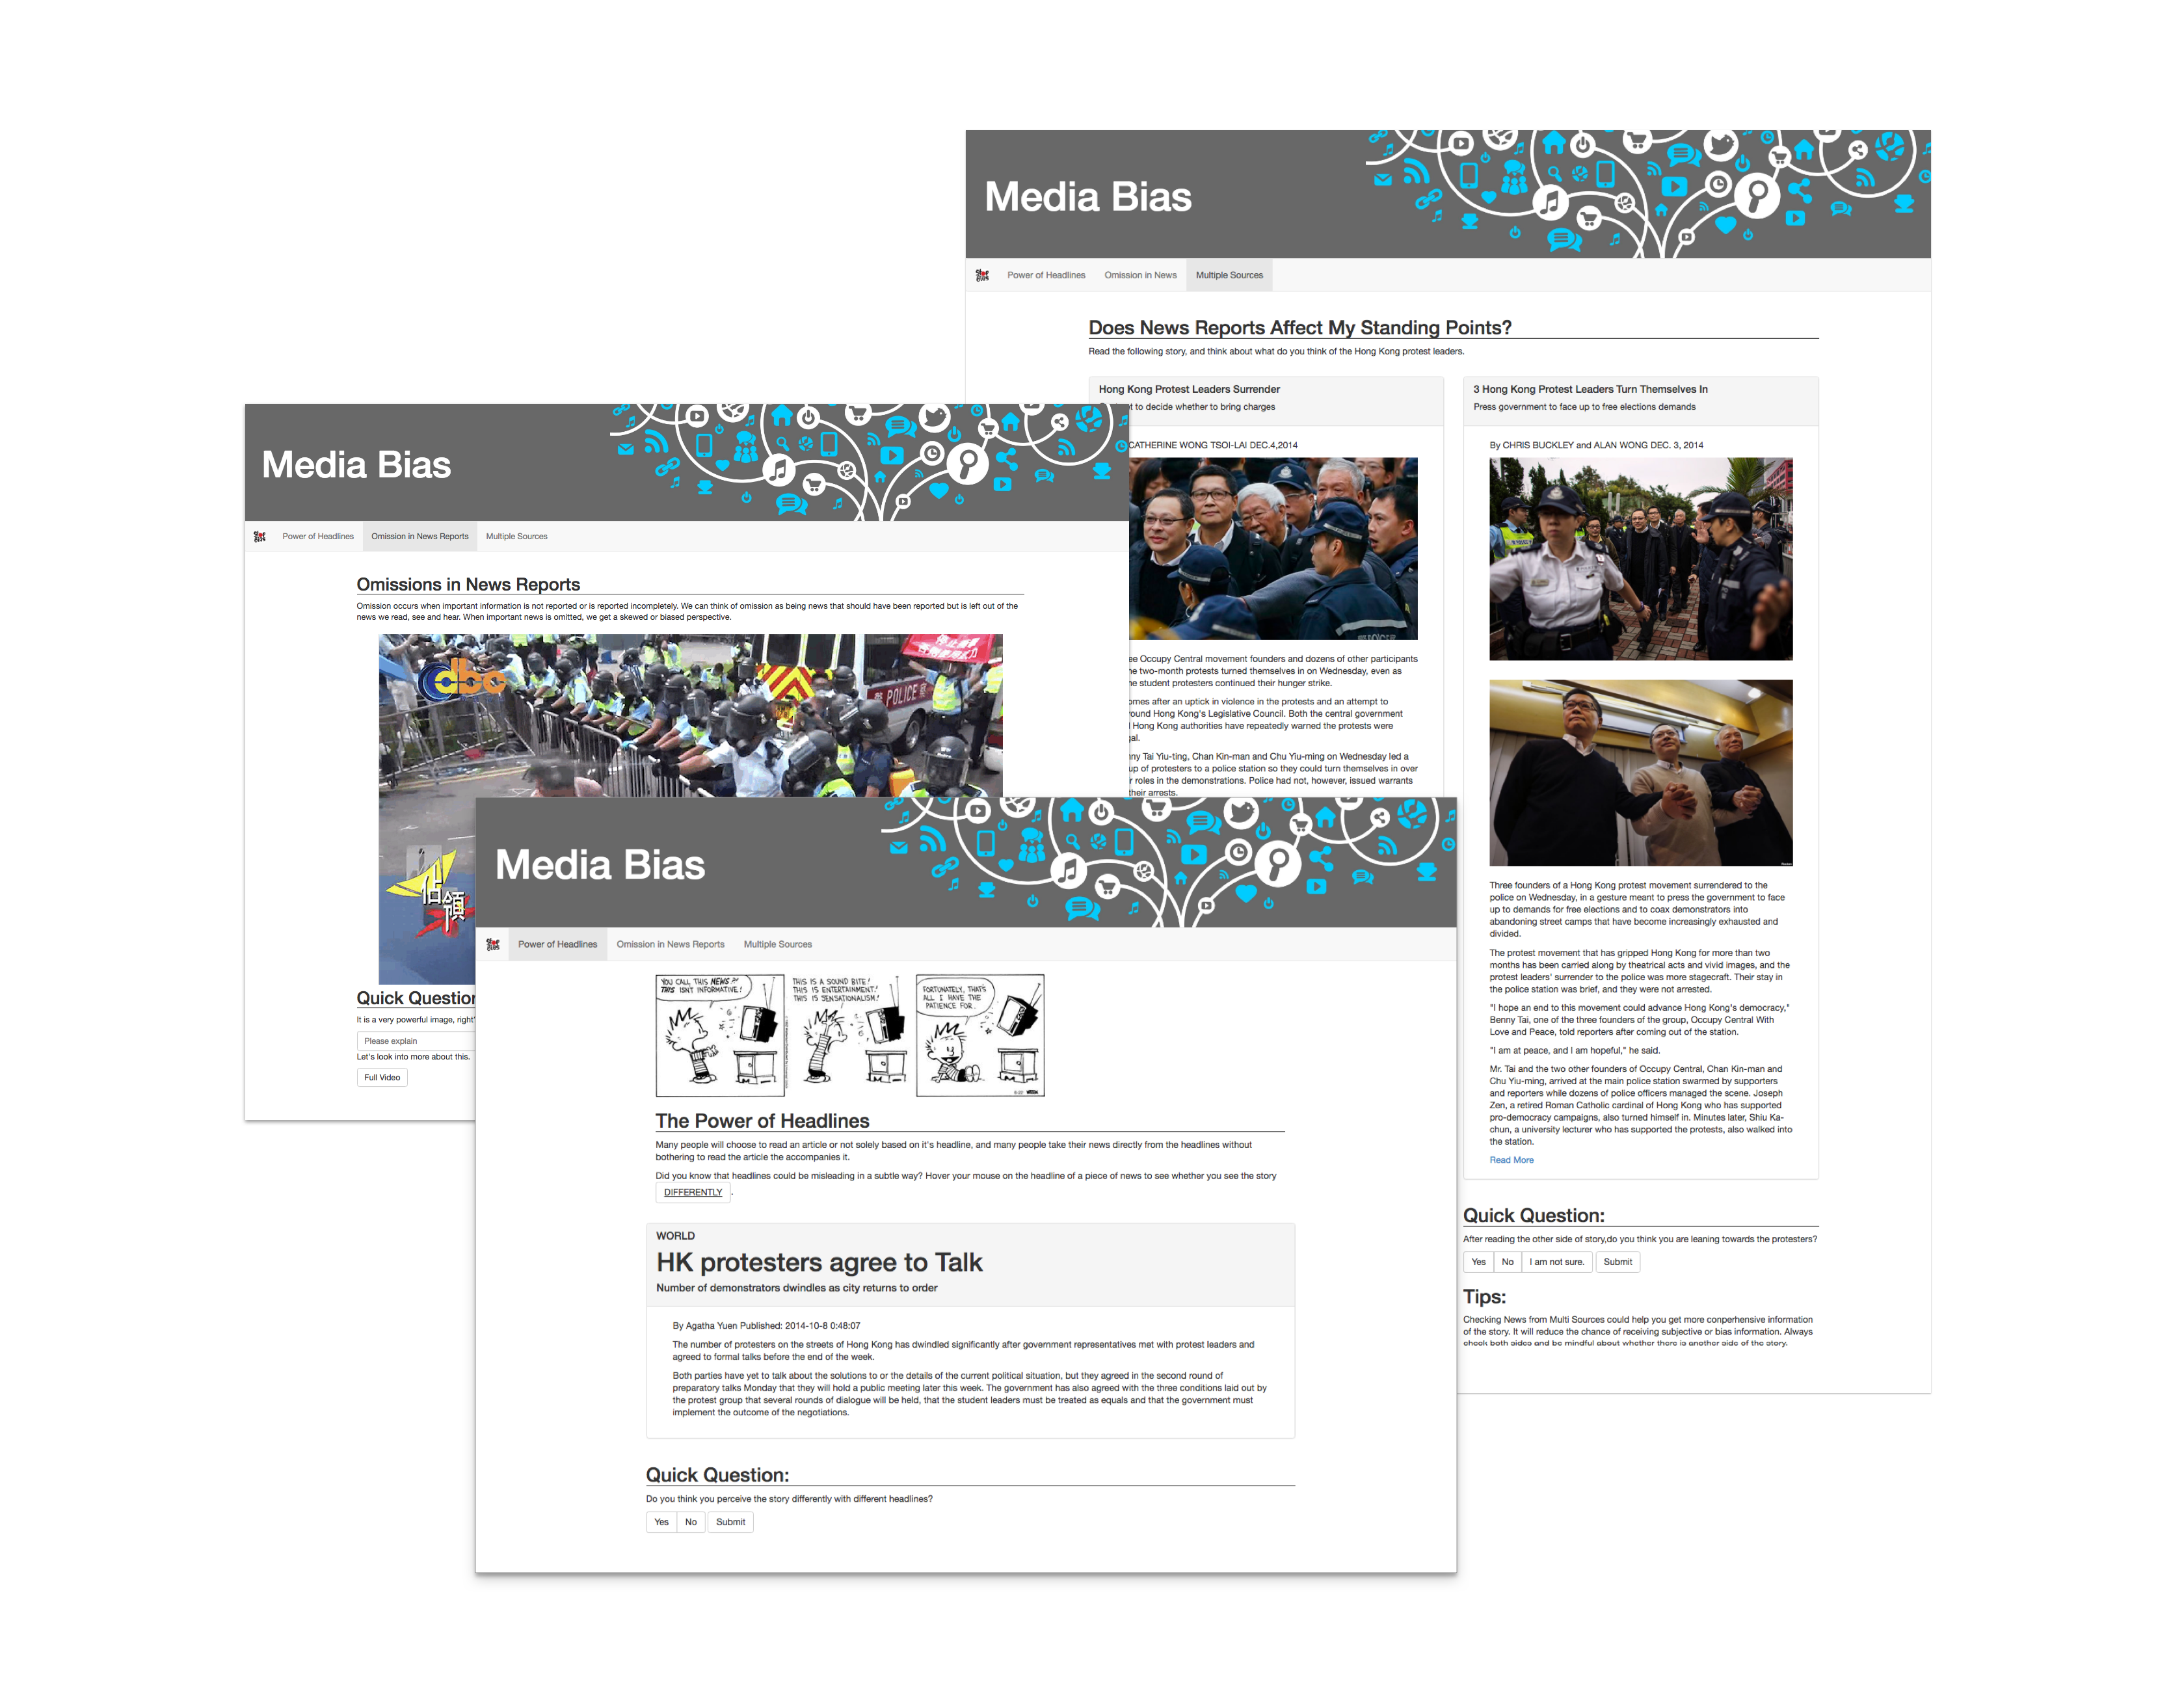 Media Bias
Power of Headlines
Omission in News
Multiple Sources
Does News Reports Affect My Standing Points?
Read the following story, and think about what do you think of the Hong Kong protest leaders.
Hong Kong Protest Leaders Surrender
to decide whether to bring charges
CATHERINE WONG TSOI-LAI DEC.4,2014
Occupy Central movement founders and dozens of other participants
two-month protests turned themselves in on Wednesday, even as
student protesters continued their hunger strike.
after an uptick in violence in the protests and an attempt to
Hong Kong's Legislative Council. Both the central government
Hong Kong authorities have repeatedly warned the protests were
Tai Yiu-ting, Chan Kin-man and Chu Yiu-ming on Wednesday led a
of protesters to a police station so they could turn themselves in over
roles in the demonstrations. Police had not, however, issued warrants
their arrests.
3 Hong Kong Protest Leaders Turn Themselves In
Press government to face up to free elections demands
By CHRIS BUCKLEY and ALAN WONG DEC. 3, 2014
Three founders of a Hong Kong protest movement surrendered to the
police on Wednesday, in a gesture meant to press the government to face
up to demands for free elections and to coax demonstrators into
abandoning street camps that have become increasingly exhausted and
divided.
The protest movement that has gripped Hong Kong for more than two
months has been carried along by theatrical acts and vivid images, and the
protest leaders' surrender to the police was more stagecraft. Their stay in
the police station was brief, and they were not arrested.
"I hope an end to this movement could advance Hong Kong's democracy,"
Benny Tai, one of the three founders of the group, Occupy Central With
Love and Peace, told reporters after coming out of the station.
"I am at peace, and I am hopeful," he said.
Mr. Tai and the two other founders of Occupy Central, Chan Kin-man and
Chu Yiu-ming, arrived at the main police station swarmed by supporters
and reporters while dozens of police officers managed the scene. Joseph
Zen, a retired Roman Catholic cardinal of Hong Kong who has supported
pro-democracy campaigns, also turned himself in. Minutes later, Shiu Ka-
chun, a university lecturer who has supported the protests, also walked into
the station.
Read More
Quick Question:
After reading the other side of story,do you think you are leaning towards the protesters?
Yes
No
I am not sure.
Submit
Tips:
Checking News from Multi Sources could help you get more conperhensive information
of the story. It will reduce the chance of receiving subjective or bias information. Always
check both sides and be mindful about whether there is another side of the story.
Media Bias
Power of Headlines
Omission in News Reports
Multiple Sources
Omissions in News Reports
Omission occurs when important information is not reported or is reported incompletely. We can think of omission as being news that should have been reported but is left out of the
news we read, see and hear. When important news is omitted, we get a skewed or biased perspective.
dbc
POLICE
佔領
Quick Question
It is a very powerful image, right
Please explain
Let's look into more about this.
Full Video
Media Bias
Power of Headlines
Omission in News Reports
Multiple Sources
YOU CALL THIS NEWS?!
THIS ISN'T INFORMATIVE!
THIS IS A SOUND BITE!
THIS IS ENTERTAINMENT!
THIS IS SENSATIONALISM!
FORTUNATELY, THAT'S
ALL I HAVE THE
PATIENCE FOR.
The Power of Headlines
Many people will choose to read an article or not solely based on it's headline, and many people take their news directly from the headlines without
bothering to read the article the accompanies it.
Did you know that headlines could be misleading in a subtle way? Hover your mouse on the headline of a piece of news to see whether you see the story
DIFFERENTLY.
WORLD
HK protesters agree to Talk
Number of demonstrators dwindles as city returns to order
By Agatha Yuen Published: 2014-10-8 0:48:07
The number of protesters on the streets of Hong Kong has dwindled significantly after government representatives met with protest leaders and
agreed to formal talks before the end of the week.
Both parties have yet to talk about the solutions to or the details of the current political situation, but they agreed in the second round of
preparatory talks Monday that they will hold a public meeting later this week. The government has also agreed with the three conditions laid out by
the protest group that several rounds of dialogue will be held, that the student leaders must be treated as equals and that the government must
implement the outcome of the negotiations.
Quick Question:
Do you think you perceive the story differently with different headlines?
Yes
No
Submit